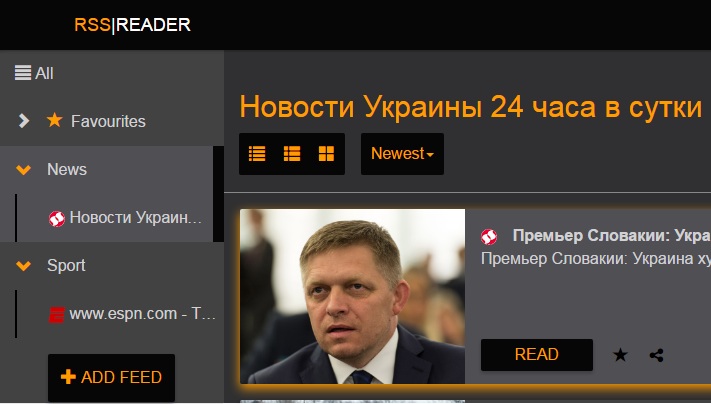 RSS|READER
All
Favourites
News
Новости Украин...
Sport
www.espn.com - T...
ADD FEED
Новости Украины 24 часа в сутки
Newest
Премьер Словакии: Укра
Премьер Словакии: Украина ху
READ